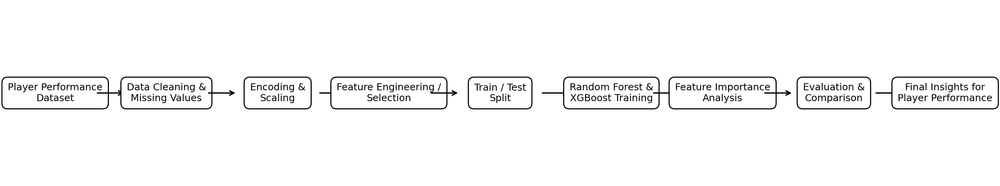 Player Performance
Dataset
Data Cleaning &
Missing Values
Encoding &
Scaling
Feature Engineering /
Selection
Train / Test
Split
Random Forest &
XGBoost Training
Feature Importance
Analysis
Evaluation &
Comparison
Final Insights for
Player Performance